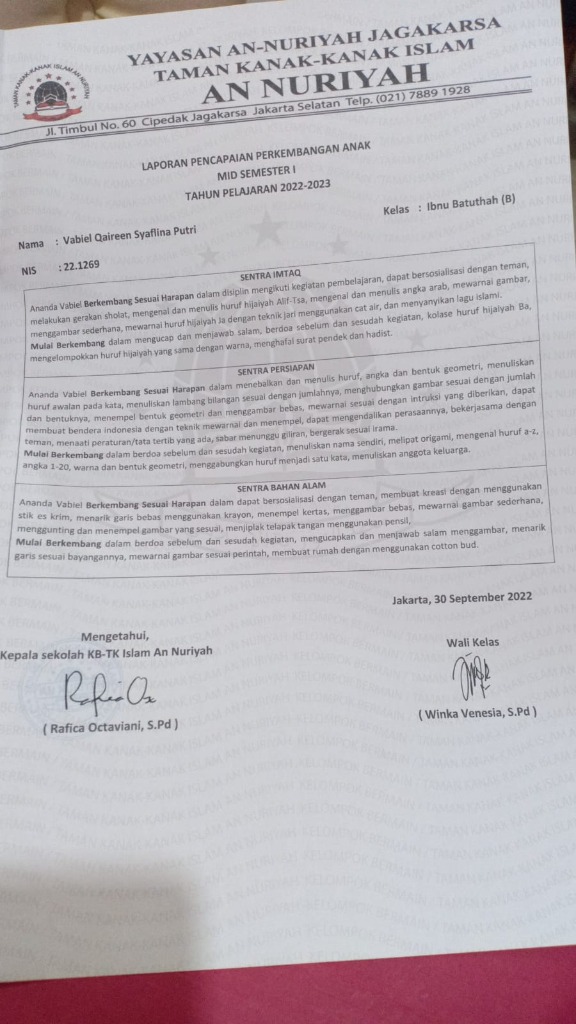 YAYASAN AN-NURIYAH JAGAKARSA
TAMAN KANAK-KANAK ISLAM
AN NURIYAH
Jl. Timbul No. 60 Cipedak Jagakarsa Jakarta Selatan Telp. (021) 7889 1928
LAPORAN PENCAPAIAN PERKEMBANGAN ANAK
MID SEMESTER I
TAHUN PELAJARAN 2022-2023
Nama : Vabiel Qaireen Syaflina Putri
Kelas : Ibnu Batuthah (B)
NIS : 22.1269
SENTRA IMTAQ
Ananda Vabiel Berkembang Sesuai Harapan dalam disiplin mengikuti kegiatan pembelajaran, dapat bersosialisasi dengan teman,
melakukan gerakan sholat, mengenal dan menulis huruf hijaiyah Alif-Tsa, mengenal dan menulis angka arab, mewarnai gambar,
menggambar sederhana, mewarnai huruf hijaiyah Ja dengan teknik jari menggunakan cat air, dan menyanyikan lagu islami.
Mulai Berkembang dalam mengucap dan menjawab salam, berdoa sebelum dan sesudah kegiatan, kolase huruf hijaiyah Ba,
mengelompokkan huruf hijaiyah yang sama dengan warna, menghafal surat pendek dan hadist.
SENTRA PERSIAPAN
Ananda Vabiel Berkembang Sesuai Harapan dalam menebalkan dan menulis huruf, angka dan bentuk geometri, menuliskan
huruf awalan pada kata, menuliskan lambang bilangan sesuai dengan jumlahnya, menghubungkan gambar sesuai dengan jumlah
dan bentuknya, menempel bentuk geometri dan menggambar bebas, mewarnai sesuai dengan intruksi yang diberikan, dapat
membuat bendera indonesia dengan teknik mewarnai dan menempel, dapat mengendalikan perasaannya, bekerjasama dengan
teman, menaati peraturan/tata tertib yang ada, sabar menunggu giliran, bergerak sesuai irama.
Mulai Berkembang dalam berdoa sebelum dan sesudah kegiatan, menuliskan nama sendiri, melipat origami, mengenal huruf a-z,
angka 1-20, warna dan bentuk geometri, menggabungkan huruf menjadi satu kata, menuliskan anggota keluarga.
SENTRA BAHAN ALAM
Ananda Vabiel Berkembang Sesuai Harapan dalam dapat bersosialisasi dengan teman, membuat kreasi dengan menggunakan
stik es krim, menarik garis bebas menggunakan krayon, menempel kertas, menggambar bebas, mewarnai gambar sederhana,
menggunting dan menempel gambar yang sesuai, menjiplak telapak tangan menggunakan pensil,
Mulai Berkembang dalam berdoa sebelum dan sesudah kegiatan, mengucapkan dan menjawab salam menggambar, menarik
garis sesuai bayangannya, mewarnai gambar sesuai perintah, membuat rumah dengan menggunakan cotton bud.
Jakarta, 30 September 2022
Mengetahui,
Kepala sekolah KB-TK Islam An Nuriyah
Wali Kelas
( Rafica Octaviani, S.Pd )
( Winka Venesia, S.Pd )